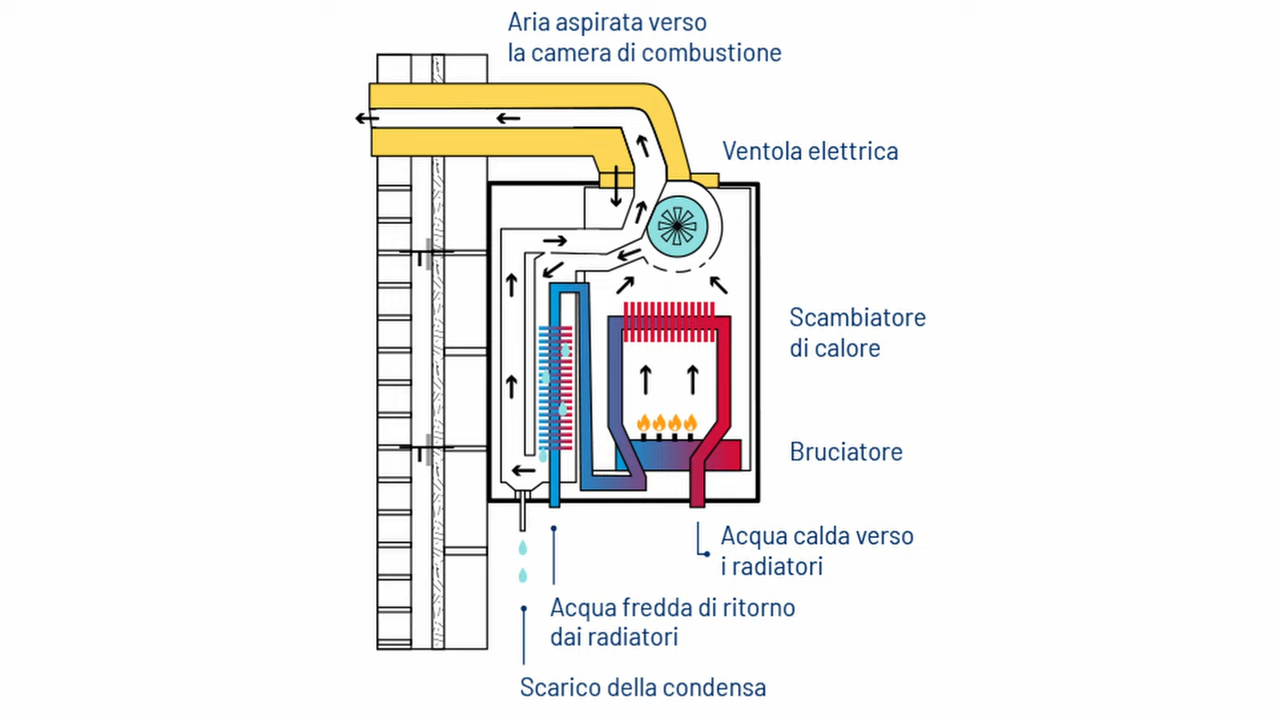 Aria aspirata verso
la camera di combustione
Ventola elettrica
Scambiatore
di calore
Bruciatore
Acqua calda verso
i radiatori
Acqua fredda di ritorno
dai radiatori
Scarico della condensa